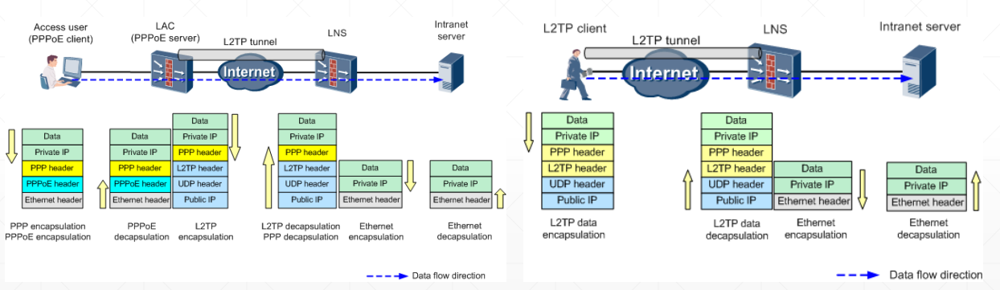 Access user
(PPPoE client)
LAC
(PPPoE server)
L2TP tunnel
LNS
Intranet
server
Internet
Data
Private IP
PPP header
PPPoE header
Ethernet header
PPP encapsulation
PPPoE encapsulation
Data
Private IP
PPP header
PPPoE header
Ethernet header
PPPoE
decapsulation
Data
Private IP
PPP header
L2TP header
UDP header
Public IP
L2TP
encapsulation
Data
Private IP
PPP header
L2TP header
UDP header
Public IP
L2TP decapsulation
PPP decapsulation
Data
Private IP
Ethernet header
Ethernet
encapsulation
Data
Private IP
Ethernet header
Ethernet
decapsulation
Data flow direction
L2TP client
L2TP tunnel
LNS
Intranet server
Internet
Data
Private IP
PPP header
L2TP header
UDP header
Public IP
L2TP data
encapsulation
Data
Private IP
PPP header
L2TP header
UDP header
Public IP
L2TP data
decapsulation
Data
Private IP
Ethernet header
Ethernet
encapsulation
Data
Private IP
Ethernet header
Ethernet
decapsulation
Data flow direction